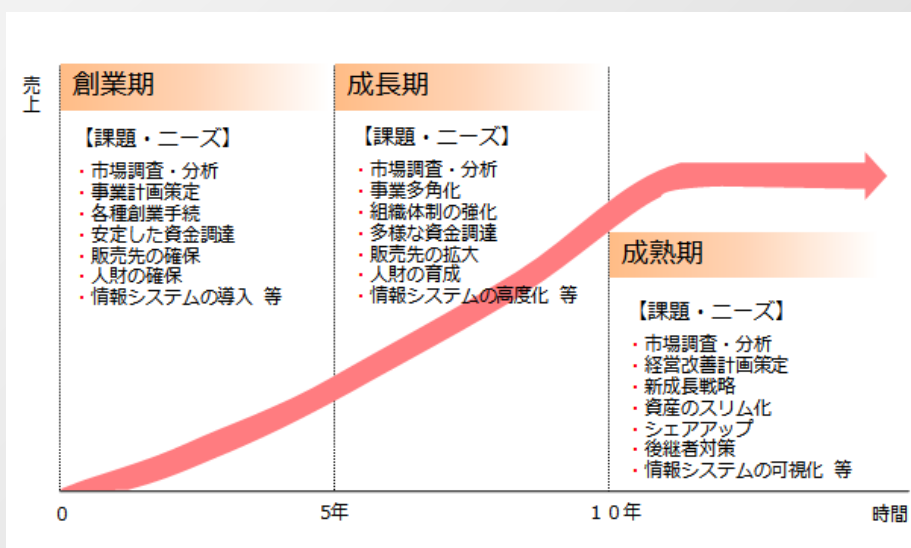 売上
創業期
【課題・ニーズ】
・市場調査・分析
・事業計画策定
・各種創業手続
・安定した資金調達
・販売先の確保
・人財の確保
・情報システムの導入 等
成長期
【課題・ニーズ】
・市場調査・分析
・事業多角化
・組織体制の強化
・多様な資金調達
・販売先の拡大
・人財の育成
・情報システムの高度化 等
成熟期
【課題・ニーズ】
・市場調査・分析
・経営改善計画策定
・新成長戦略
・資産のスリム化
・シェアアップ
・後継者対策
・情報システムの可視化 等
0
5年
１０年
時間